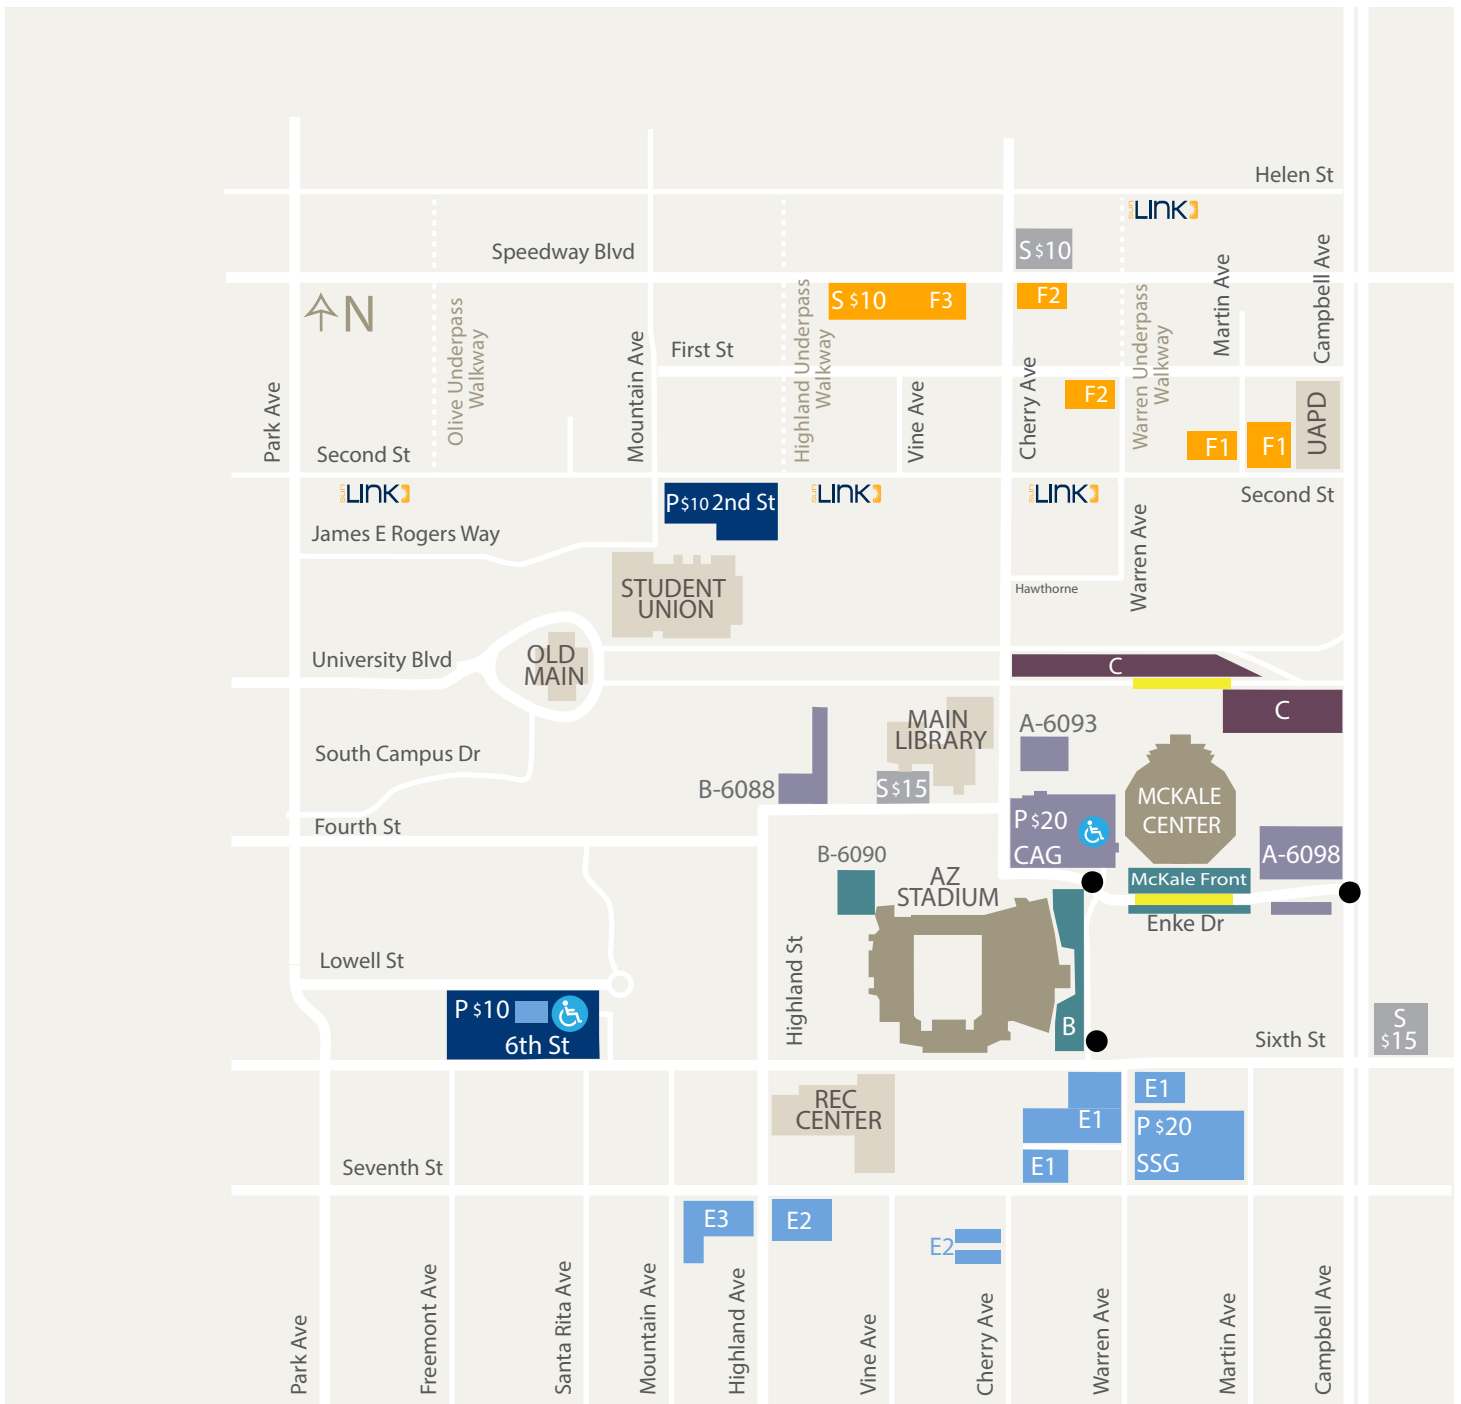 Helen St
sun LINK
Speedway Blvd
S $10
N
S $10
F3
F2
Olive Underpass
Walkway
Highland Underpass
Walkway
Warren Underpass
Walkway
Martin Ave
Campbell Ave
First St
Park Ave
Mountain Ave
Vine Ave
Cherry Ave
F2
UAPD
F1
F1
Second St
sun LINK
P $10 2nd St
sun LINK
sun LINK
Second St
James E Rogers Way
Warren Ave
Hawthorne
STUDENT
UNION
University Blvd
OLD
MAIN
C
C
MAIN
LIBRARY
A-6093
South Campus Dr
B-6088
S $15
MCKALE
CENTER
P $20
CAG
Fourth St
B-6090
A-6098
AZ
STADIUM
McKale Front
Enke Dr
Highland St
Lowell St
P $10
6th St
B
S
$15
Sixth St
REC
CENTER
E1
E1
P $20
SSG
E1
Seventh St
E3
E2
E2
Park Ave
Freemont Ave
Santa Rita Ave
Mountain Ave
Highland Ave
Vine Ave
Cherry Ave
Warren Ave
Martin Ave
Campbell Ave